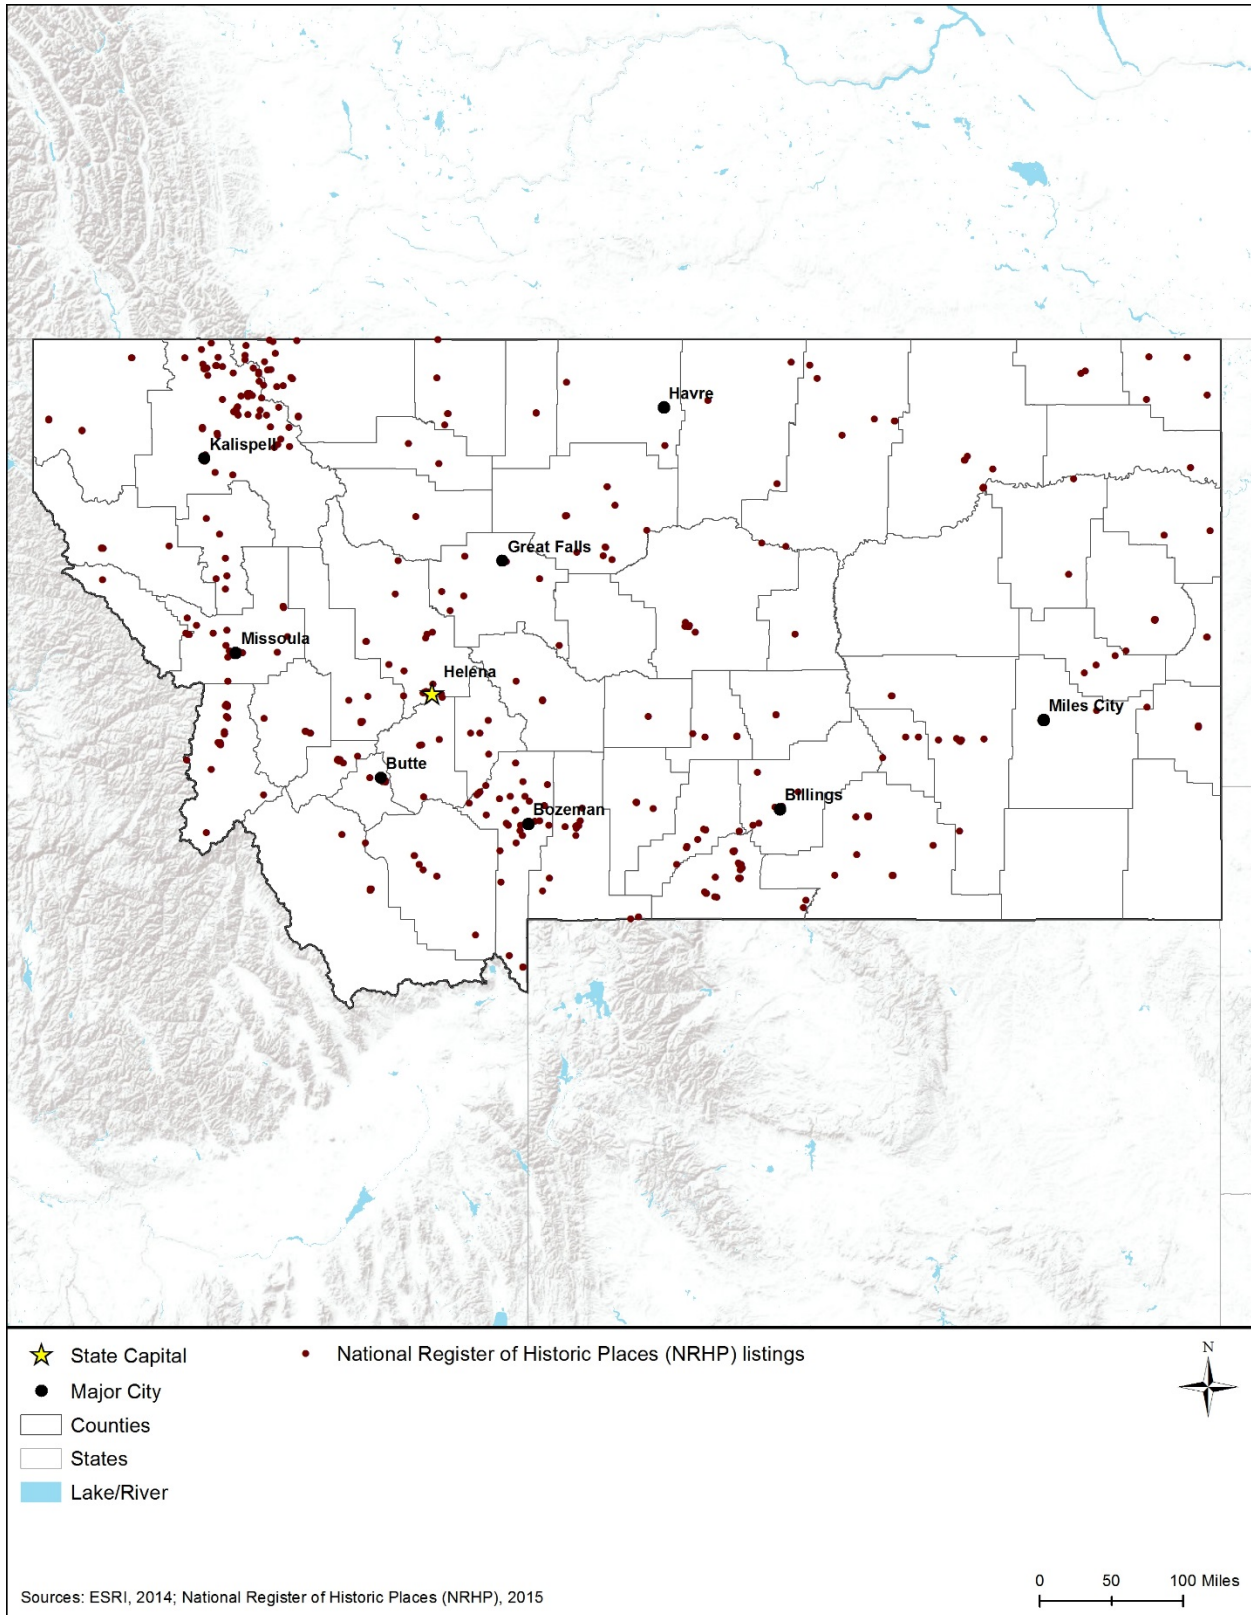 Havre
Kalispell
Great Falls
Missoula
Helena
Miles City
Butte
Billings
Bozeman
State Capital
National Register of Historic Places (NRHP) listings
N
Major City
Counties
States
Lake/River
0 50 100 Miles
Sources: ESRI, 2014; National Register of Historic Places (NRHP), 2015